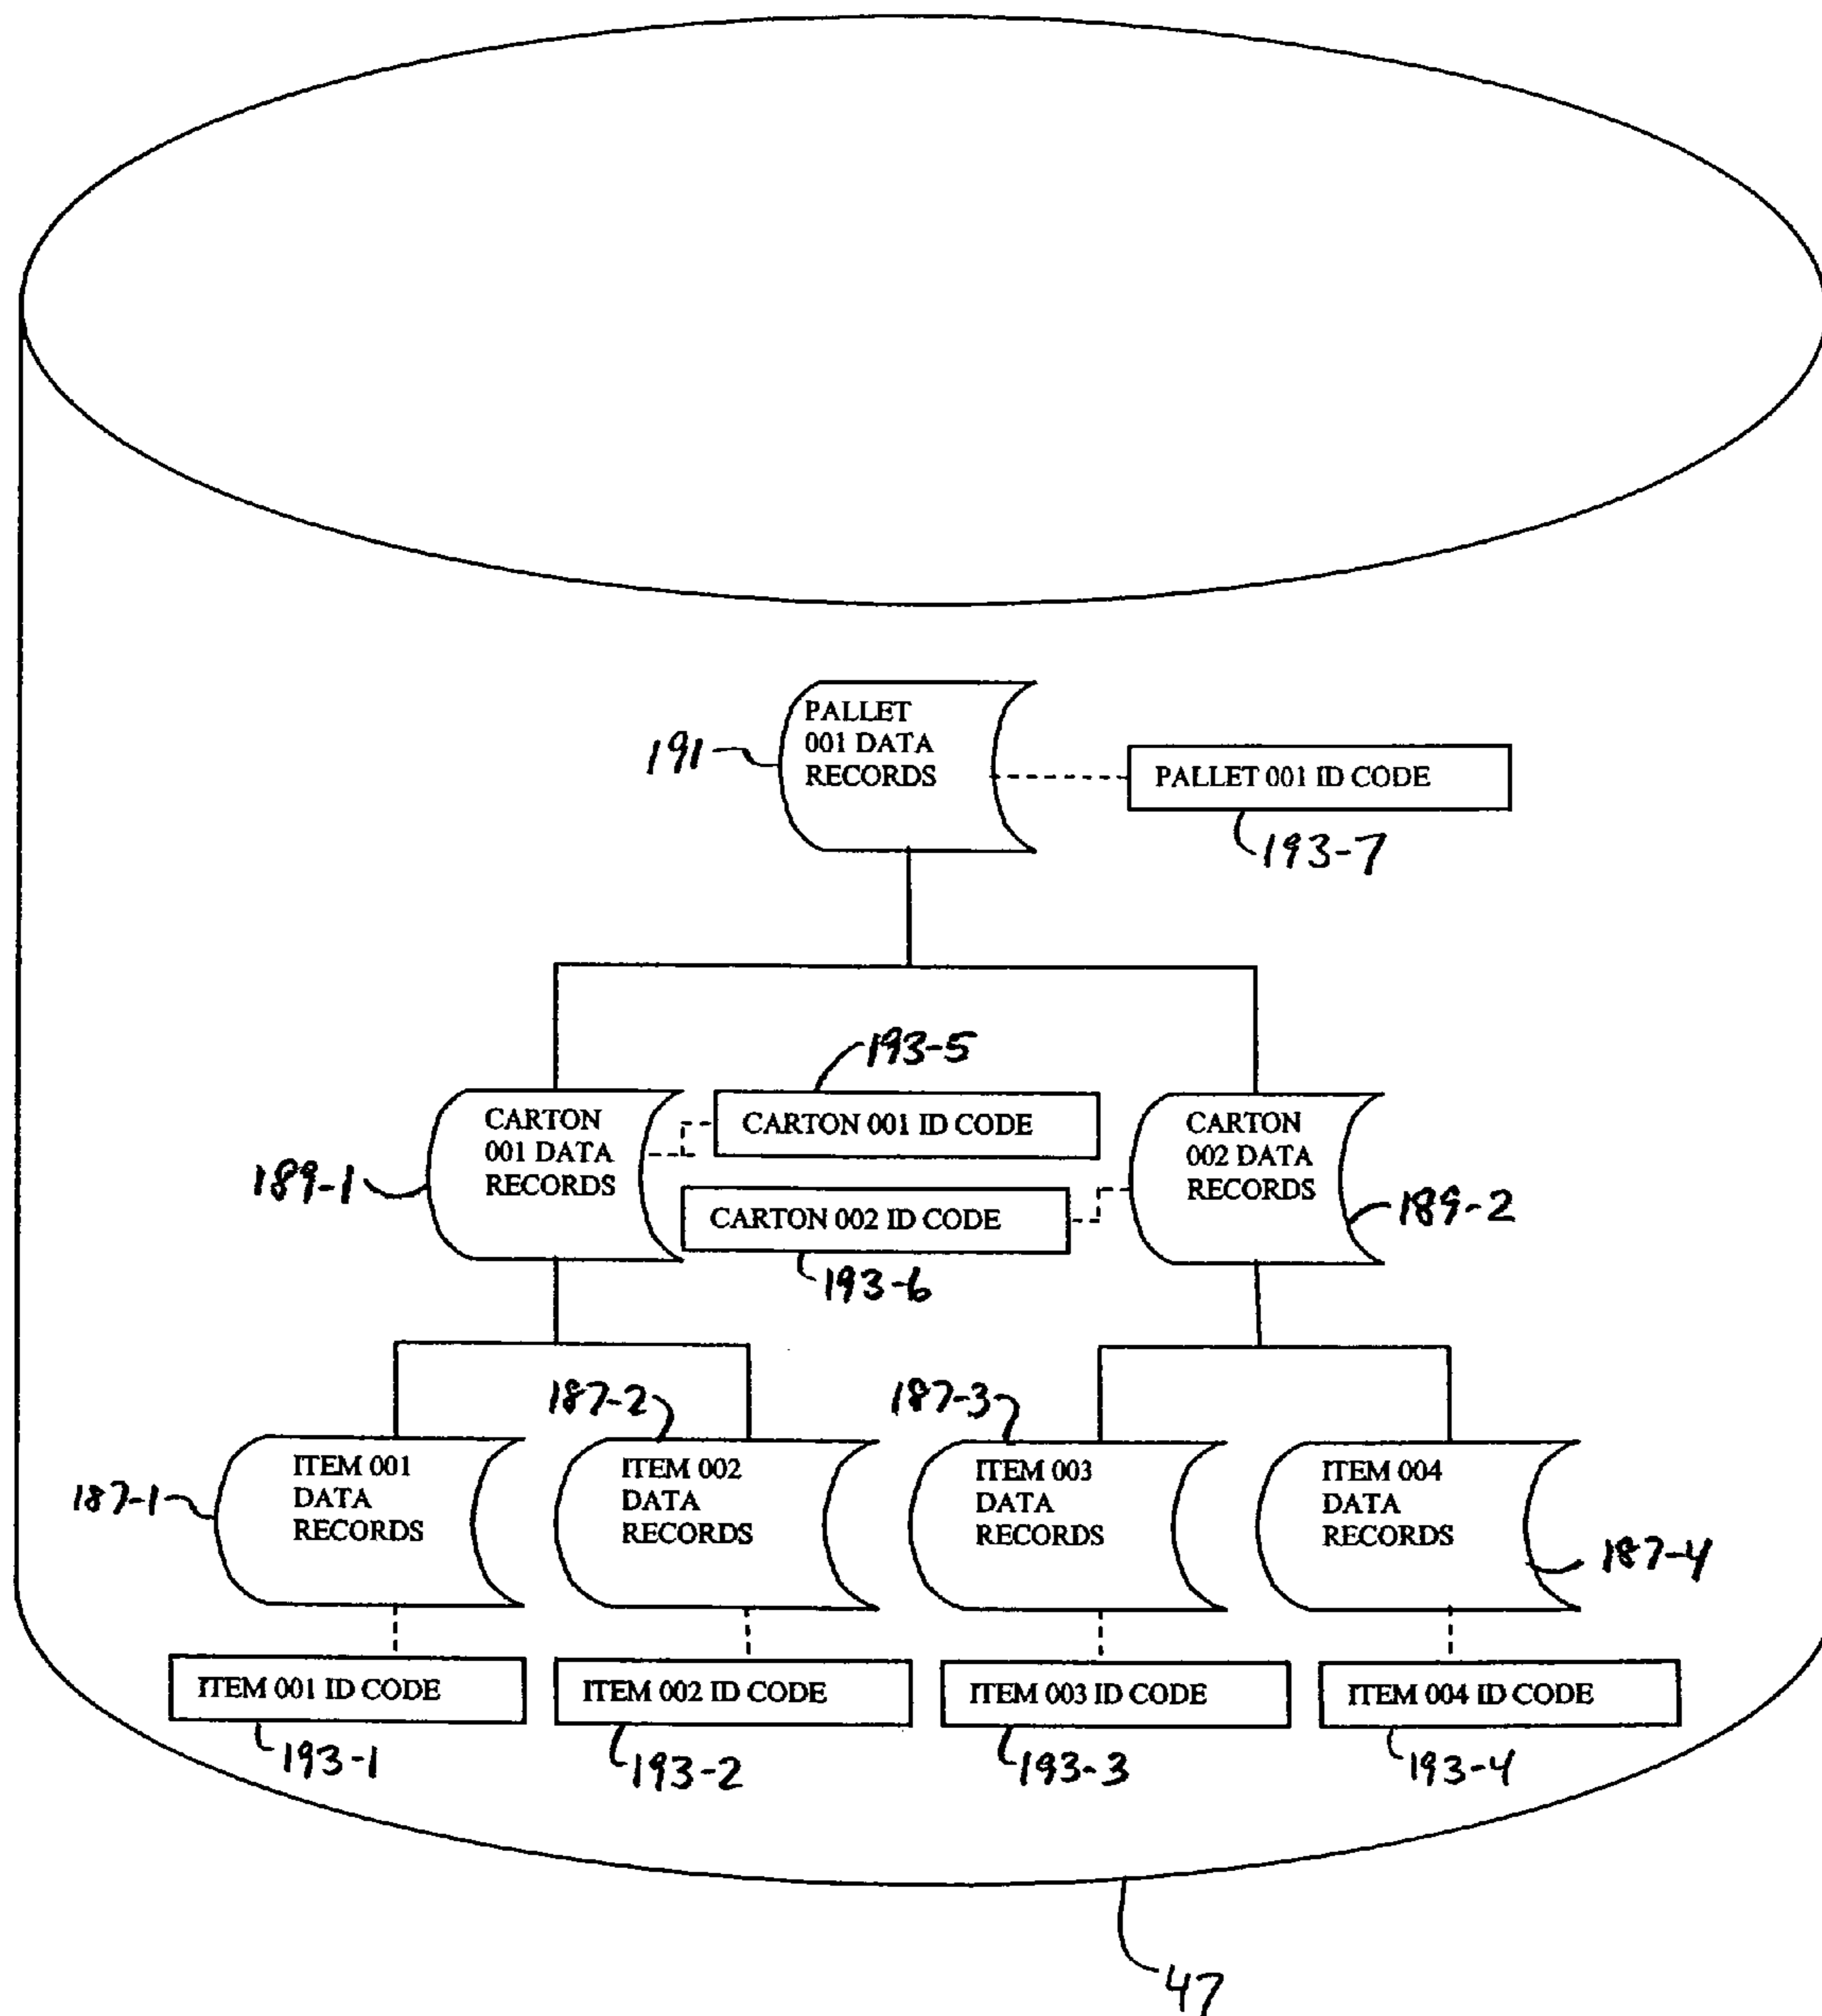 PALLET
001 DATA
RECORDS
191
PALLET 001 ID CODE
193-7
193-5
CARTON
001 DATA
RECORDS
189-1
CARTON 001 ID CODE
CARTON 002 ID CODE
193-6
CARTON
002 DATA
RECORDS
189-2
187-2
187-3
187-1
ITEM 001
DATA
RECORDS
ITEM 002
DATA
RECORDS
ITEM 003
DATA
RECORDS
ITEM 004
DATA
RECORDS
187-4
ITEM 001 ID CODE
ITEM 002 ID CODE
ITEM 003 ID CODE
ITEM 004 ID CODE
193-1
193-2
193-3
193-4
47